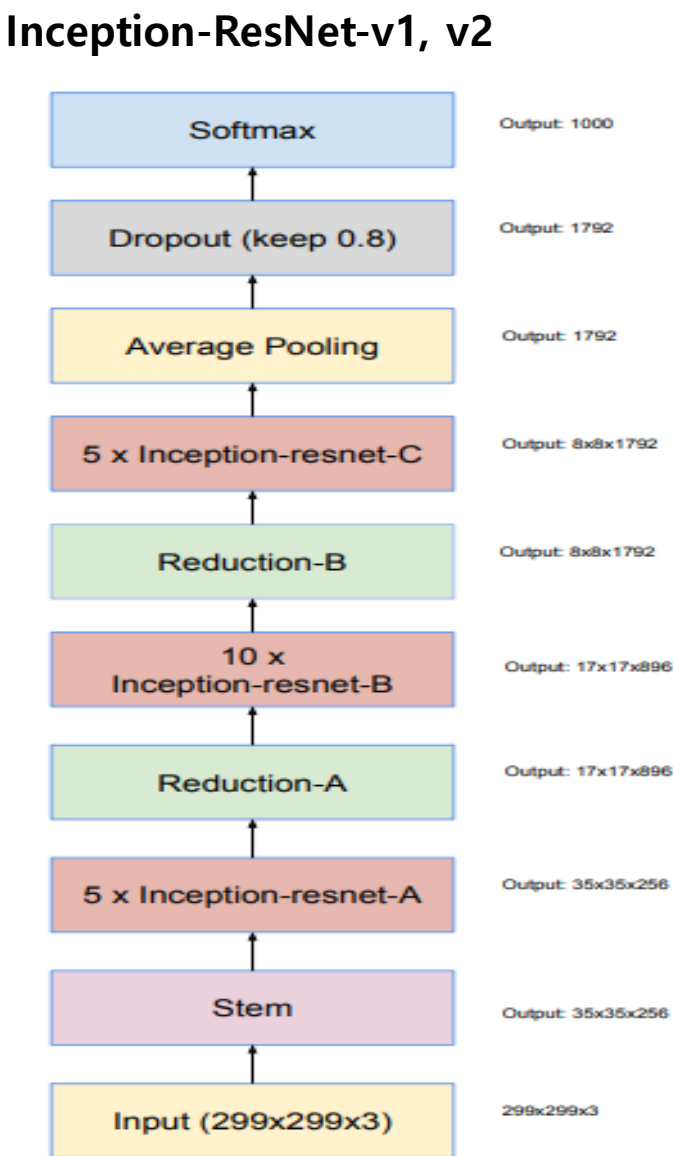 Inception-ResNet-v1, v2
Softmax
Output: 1000
Dropout (keep 0.8)
Output: 1792
Average Pooling
Output: 1792
5 x Inception-resnet-C
Output: 8x8x1792
Reduction-B
Output: 8x8x1792
10 x
Inception-resnet-B
Output: 17x17x896
Reduction-A
Output: 17x17x896
5 x Inception-resnet-A
Output: 35x35x256
Stem
Output: 35x35x256
Input (299x299x3)
299x299x3